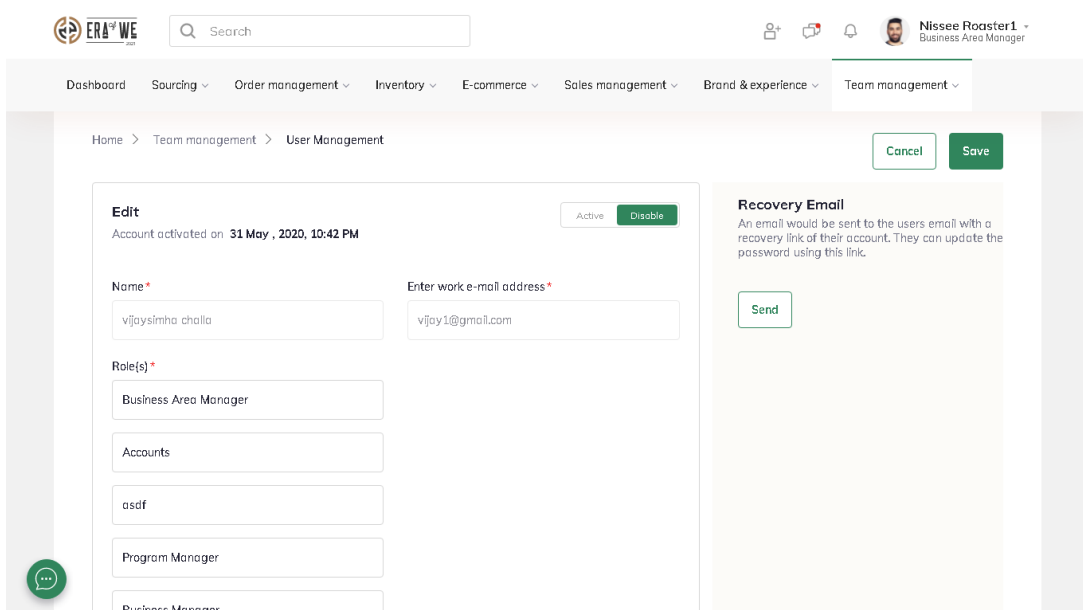 ERA OF WE
2021
Search
Nissee Roaster1
Business Area Manager
Dashboard Sourcing Order management Inventory E-commerce Sales management Brand & experience Team management
Home Team management User Management
Cancel Save
Edit
Active Disable
Account activated on 31 May , 2020, 10:42 PM
Recovery Email
An email would be sent to the users email with a
recovery link of their account. They can update the
password using this link.
Send
Name* Enter work e-mail address*
vijaysimha challa vijay1@gmail.com
Role(s)*
Business Area Manager
Accounts
asdf
Program Manager
Business Manager